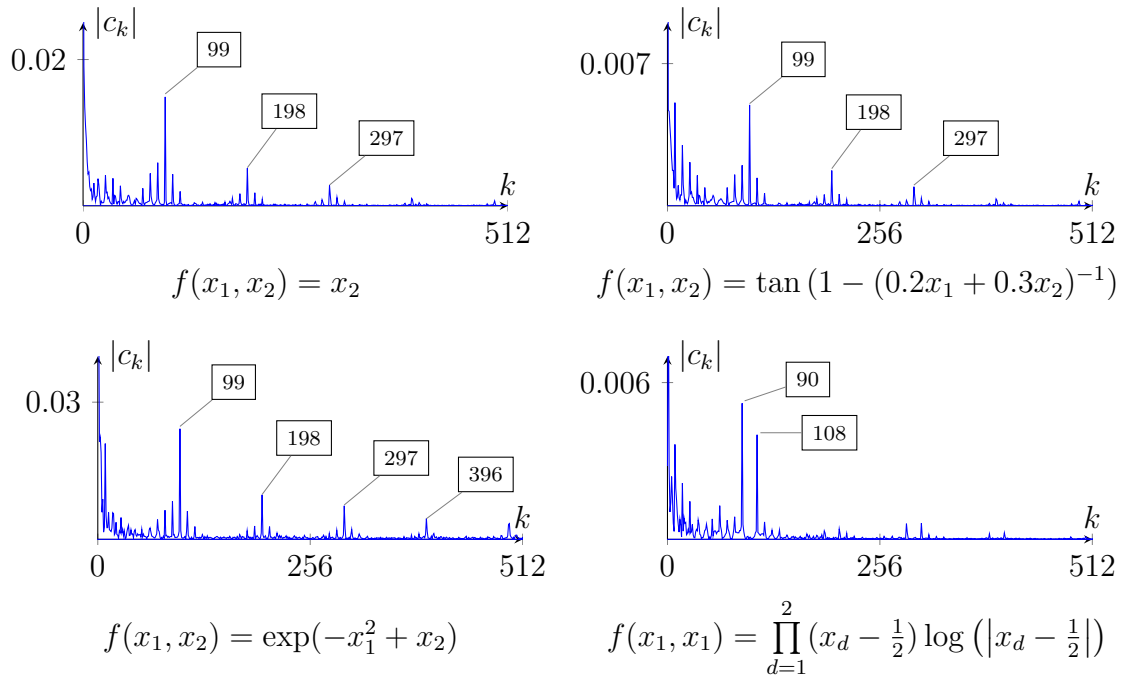 |c_k|
0.02
99
198
297
k
0
512
f(x_1, x_2) = x_2
|c_k|
0.007
99
198
297
k
0
256
512
f(x_1, x_2) = tan (1 − (0.2x_1 + 0.3x_2)^{−1})
|c_k|
0.03
99
198
297
396
k
0
256
512
f(x_1, x_2) = exp(−x_1^2 + x_2)
|c_k|
0.006
90
108
k
0
256
512
f(x_1, x_1) = ∏_{d=1}^{2} (x_d − 1/2) log (|x_d − 1/2|)